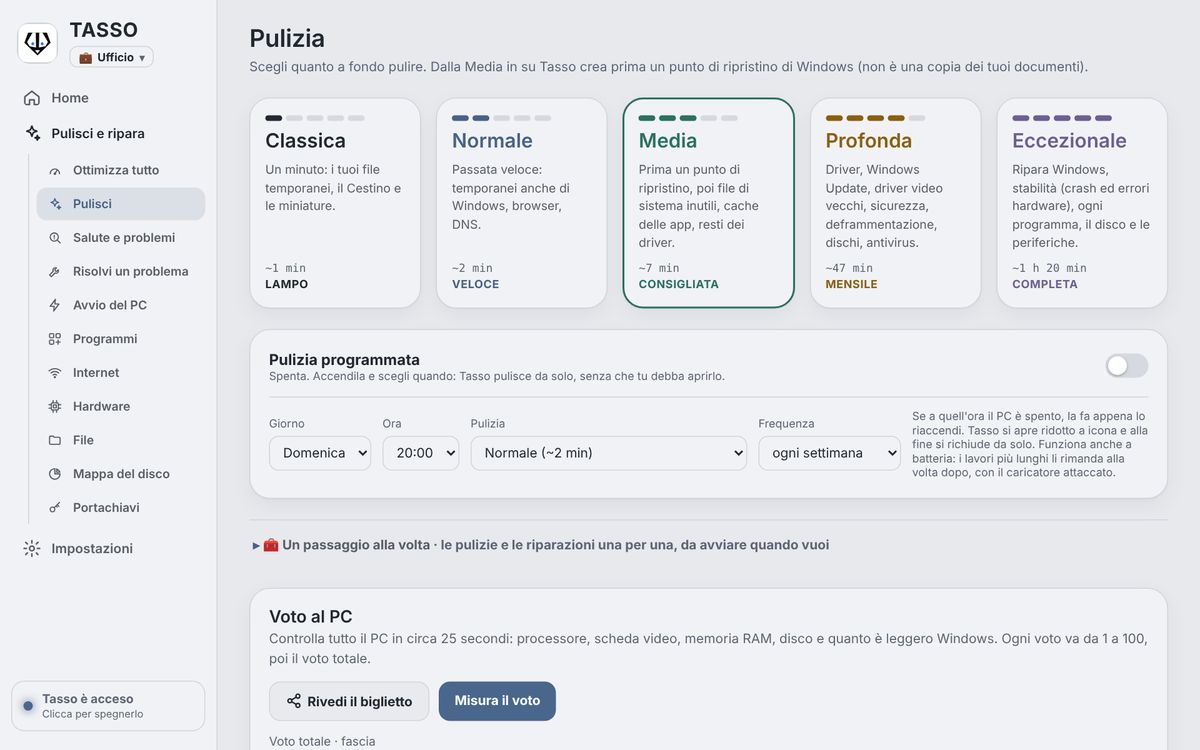 TASSO
💼 Ufficio ▾
Home
Pulisci e ripara
Ottimizza tutto
Pulisci
Salute e problemi
Risolvi un problema
Avvio del PC
Programmi
Internet
Hardware
File
Mappa del disco
Portachiavi
Impostazioni
Tasso è acceso
Clicca per spegnerlo
Pulizia
Scegli quanto a fondo pulire. Dalla Media in su Tasso crea prima un punto di ripristino di Windows (non è una copia dei tuoi documenti).
Classica
Un minuto: i tuoi file
temporanei, il Cestino e
le miniature.
~1 min
LAMPO
Normale
Passata veloce:
temporanei anche di
Windows, browser,
DNS.
~2 min
VELOCE
Media
Prima un punto di
ripristino, poi file di
sistema inutili, cache
delle app, resti dei
driver.
~7 min
CONSIGLIATA
Profonda
Driver, Windows
Update, driver video
vecchi, sicurezza,
deframmentazione,
dischi, antivirus.
~47 min
MENSILE
Eccezionale
Ripara Windows,
stabilità (crash ed errori
hardware), ogni
programma, il disco e le
periferiche.
~1 h 20 min
COMPLETA
Pulizia programmata
Spenta. Accendila e scegli quando: Tasso pulisce da solo, senza che tu debba aprirlo.
Giorno
Domenica
Ora
20:00
Pulizia
Normale (~2 min)
Frequenza
ogni settimana
Se a quell'ora il PC è spento, la fa appena lo
riaccendi. Tasso si apre ridotto a icona e alla
fine si richiude da solo. Funziona anche a
batteria: i lavori più lunghi li rimanda alla
volta dopo, con il caricatore attaccato.
▸ 🧰 Un passaggio alla volta · le pulizie e le riparazioni una per una, da avviare quando vuoi
Voto al PC
Controlla tutto il PC in circa 25 secondi: processore, scheda video, memoria RAM, disco e quanto è leggero Windows. Ogni voto va da 1 a 100,
poi il voto totale.
Rivedi il biglietto
Misura il voto
Voto totale · fascia